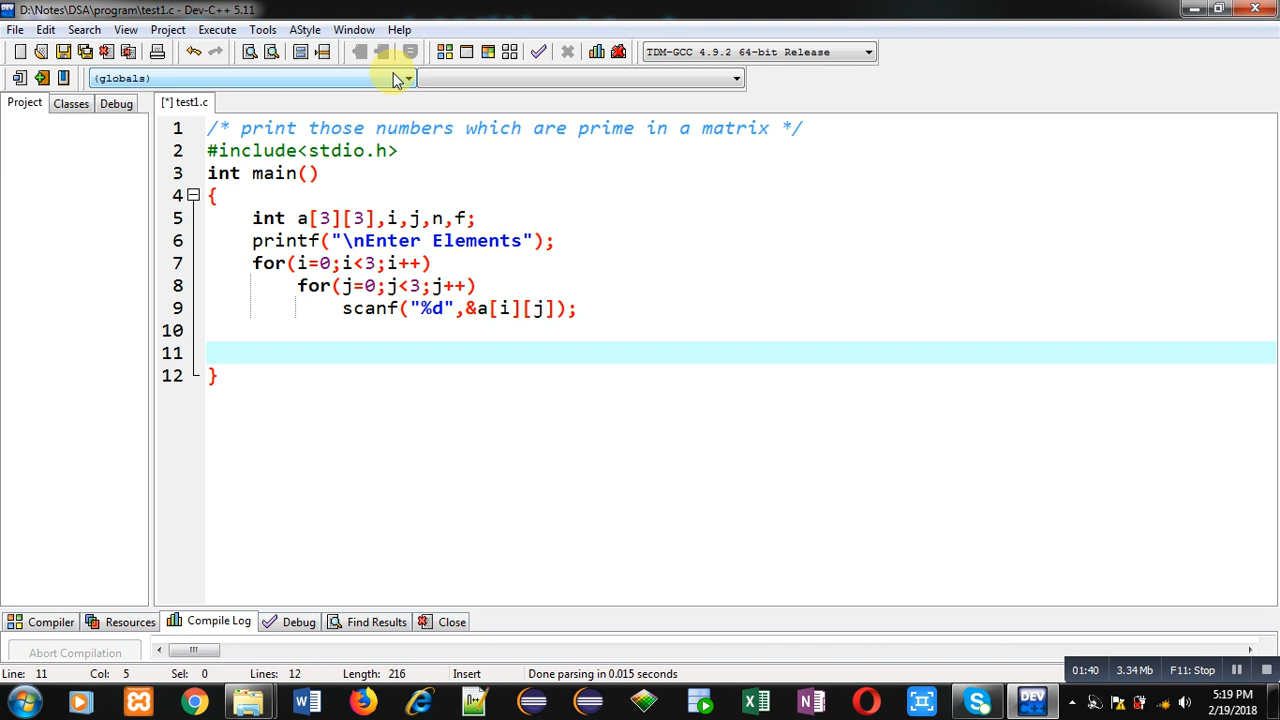 D:\Notes\DSA\program\test1.c - Dev-C++ 5.11
File Edit Search View Project Execute Tools AStyle Window Help
TDM-GCC 4.9.2 64-bit Release
(globals)
Project Classes Debug [*] test1.c
1 /* print those numbers which are prime in a matrix */
2 #include<stdio.h>
3 int main()
4 {
5 int a[3][3],i,j,n,f;
6 printf("\nEnter Elements");
7 for(i=0;i<3;i++)
8 for(j=0;j<3;j++)
9 scanf("%d",&a[i][j]);
10
11
12 }
Compiler Resources Compile Log Debug Find Results Close
Abort Compilation
Line: 11 Col: 5 Sel: 0 Lines: 12 Length: 216 Insert Done parsing in 0.015 seconds
01:40 3.34 Mb F11: Stop
DEV
5:19 PM
2/19/2018